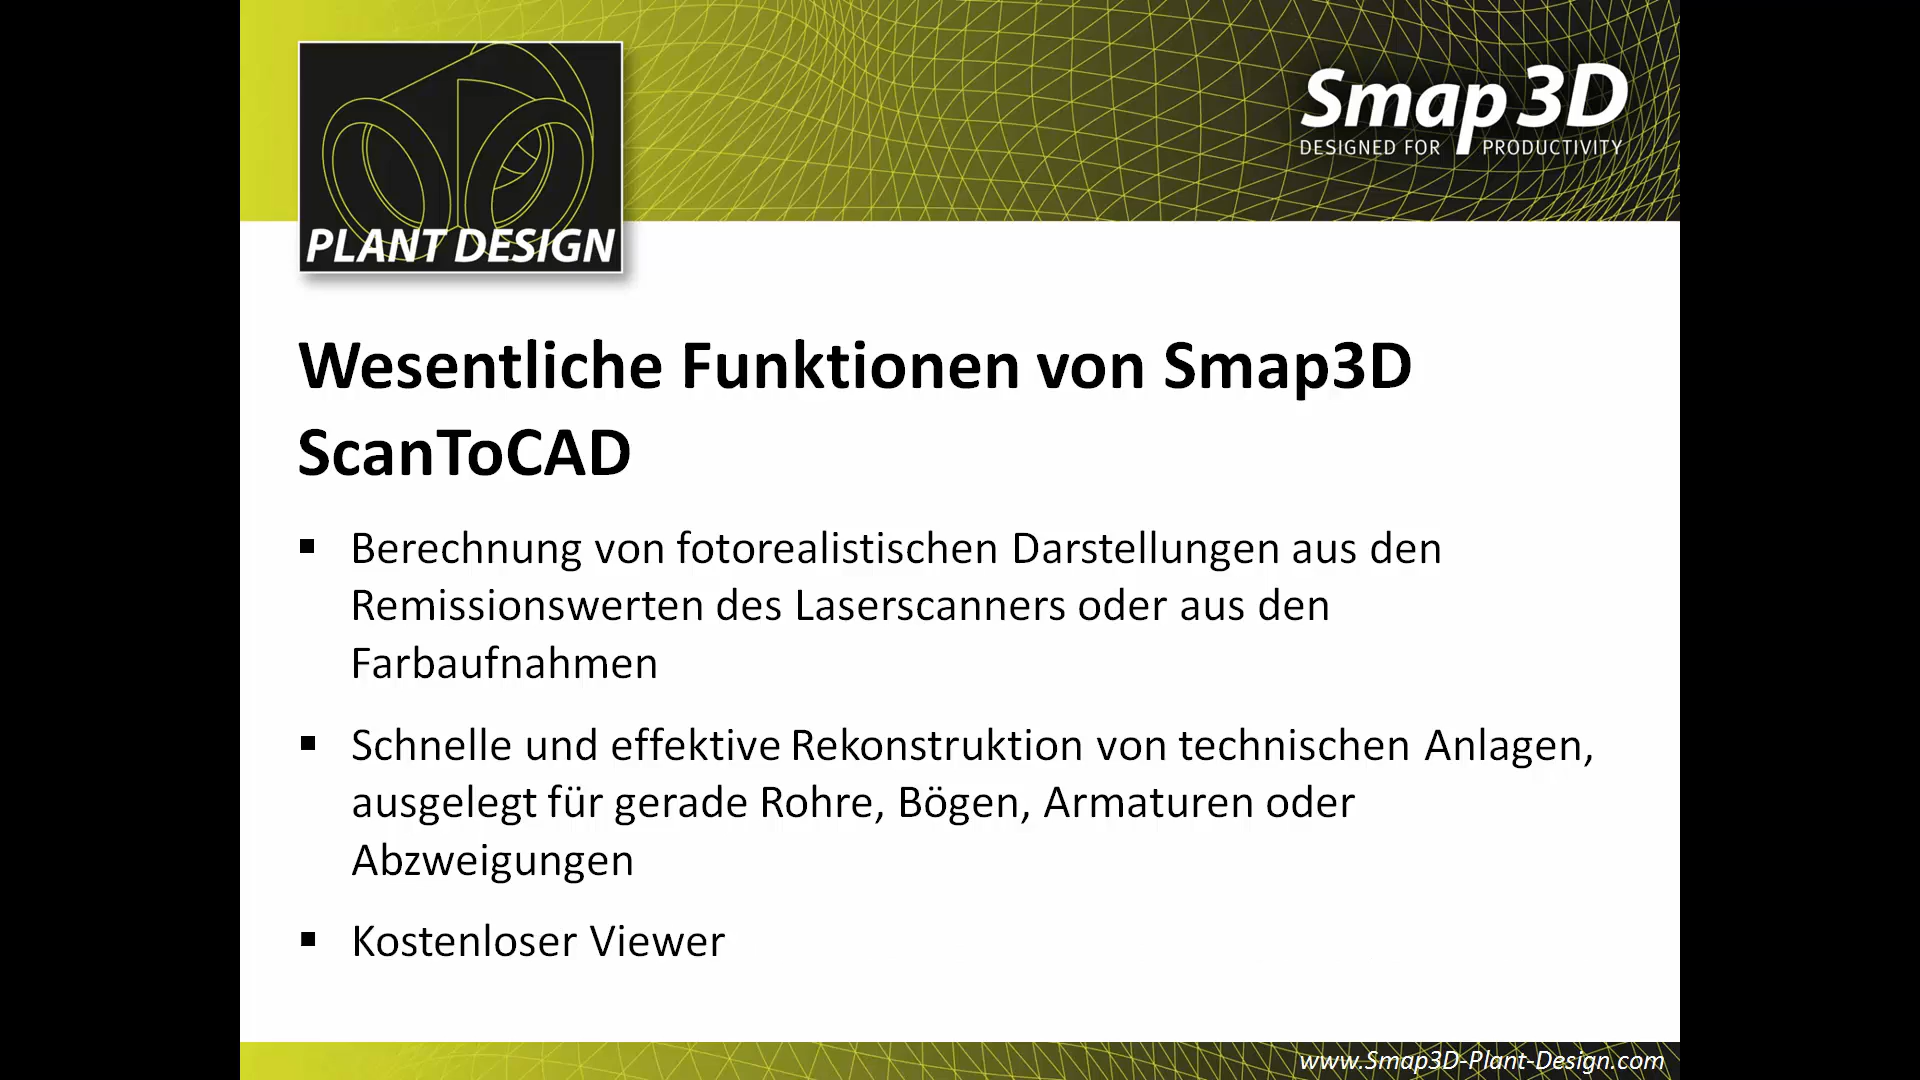 Smap 3D
DESIGNED FOR PRODUCTIVITY
PLANT DESIGN
Wesentliche Funktionen von Smap3D
ScanToCAD
▪ Berechnung von fotorealistischen Darstellungen aus den
Remissionswerten des Laserscanners oder aus den
Farbaufnahmen
▪ Schnelle und effektive Rekonstruktion von technischen Anlagen,
ausgelegt für gerade Rohre, Bögen, Armaturen oder
Abzweigungen
▪ Kostenloser Viewer
www.Smap3D-Plant-Design.com